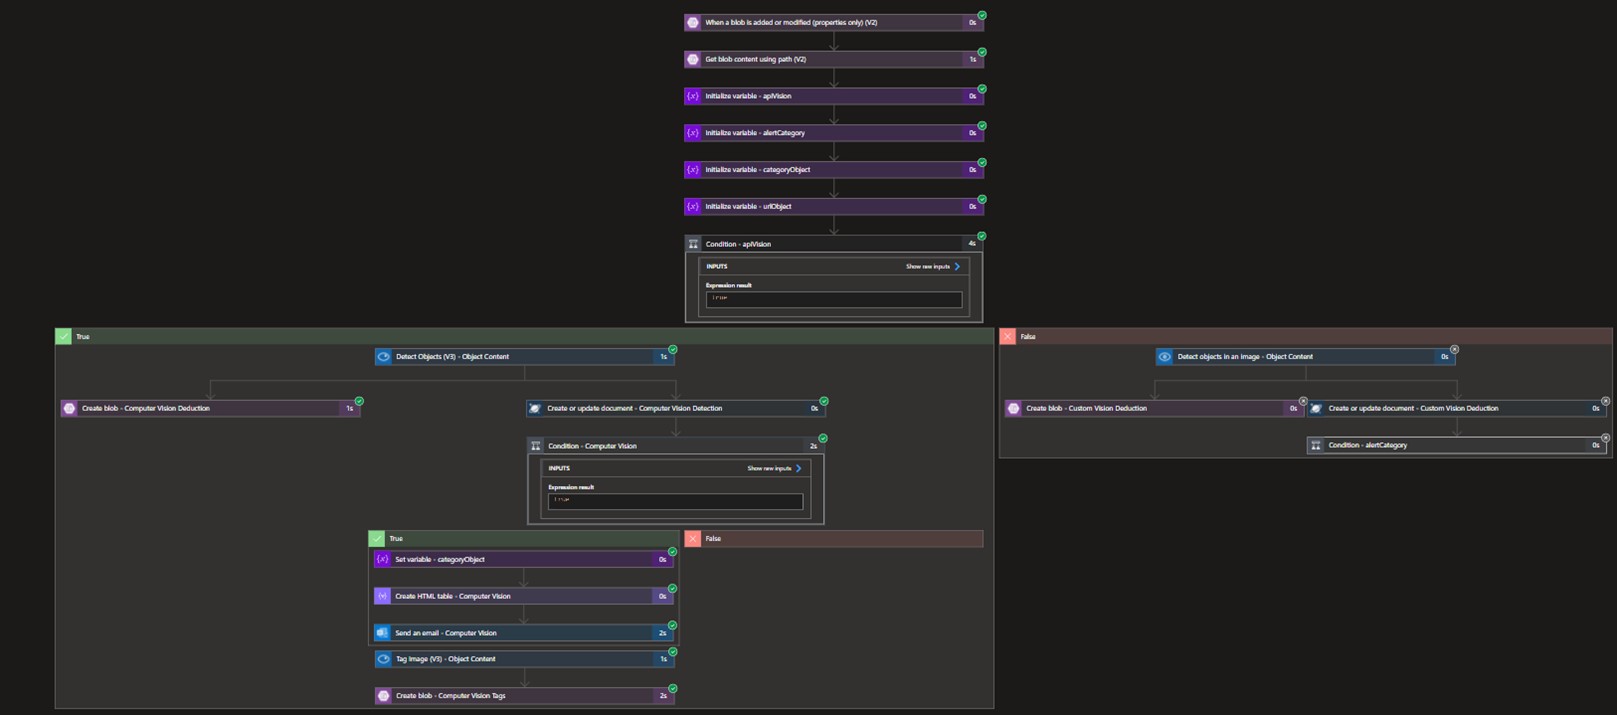 When a blob is added or modified (properties only) (V2) 0s
Get blob content using path (V2) 1s
Initialize variable - apiVision 0s
Initialize variable - alertCategory 0s
Initialize variable - categoryObject 0s
Initialize variable - urlObject 0s
Condition - apiVision 4s
INPUTS Show raw inputs
Expression result
True
True
False
Detect Objects (V3) - Object Content 1s
Detect objects in an image - Object Content 0s
Create blob - Computer Vision Deduction 1s
Create or update document - Computer Vision Detection 0s
Create blob - Custom Vision Deduction 0s
Create or update document - Custom Vision Deduction 0s
Condition - Computer Vision 2s
Condition - alertCategory 0s
INPUTS Show raw inputs
Expression result
True
True
False
Set variable - categoryObject 0s
Create HTML table - Computer Vision 0s
Send an email - Computer Vision 2s
Tag Image (V3) - Object Content 1s
Create blob - Computer Vision Tags 2s